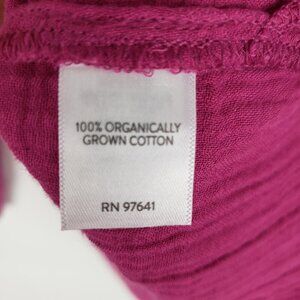 100% ORGANICALLY
GROWN COTTON
RN 97641